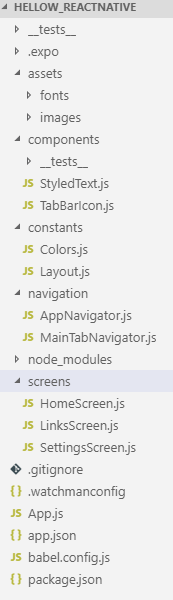 HELLOW_REACTNATIVE
__tests__
.expo
assets
fonts
images
components
__tests__
JS StyledText.js
JS TabBarIcon.js
constants
JS Colors.js
JS Layout.js
navigation
JS AppNavigator.js
JS MainTabNavigator.js
node_modules
screens
JS HomeScreen.js
JS LinksScreen.js
JS SettingsScreen.js
.gitignore
{} .watchmanconfig
JS App.js
{} app.json
JS babel.config.js
{} package.json